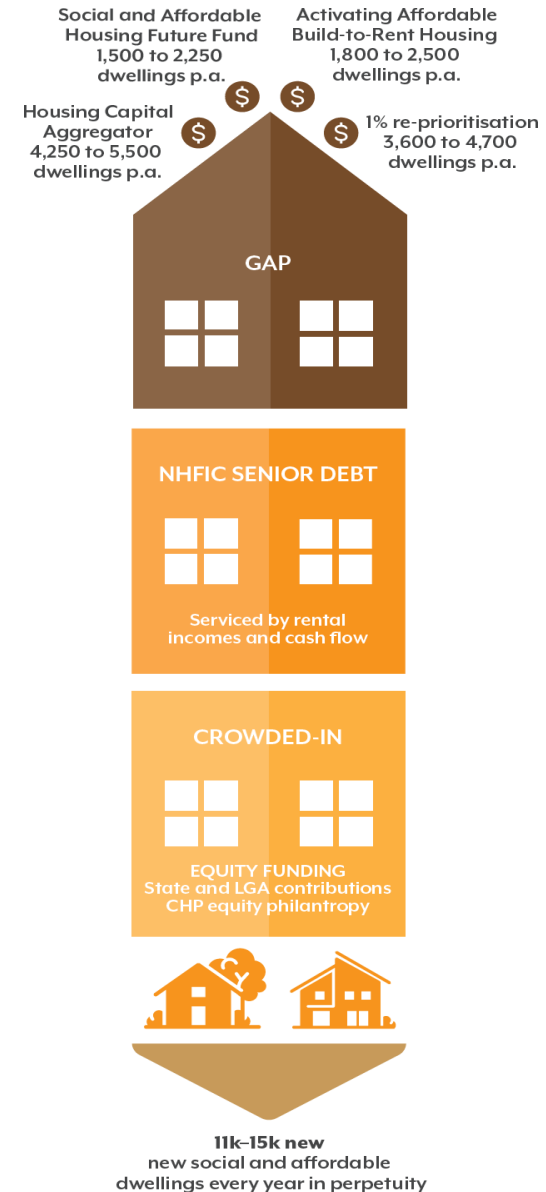 Social and Affordable
Housing Future Fund
1,500 to 2,250
dwellings p.a.
Activating Affordable
Build-to-Rent Housing
1,800 to 2,500
dwellings p.a.
Housing Capital
Aggregator
4,250 to 5,500
dwellings p.a.
$
$
$
$
1% re-prioritisation
3,600 to 4,700
dwellings p.a.
GAP
NHFIC SENIOR DEBT
Serviced by rental
incomes and cash flow
CROWDED-IN
EQUITY FUNDING
State and LGA contributions
CHP equity philantropy
11k–15k new
new social and affordable
dwellings every year in perpetuity